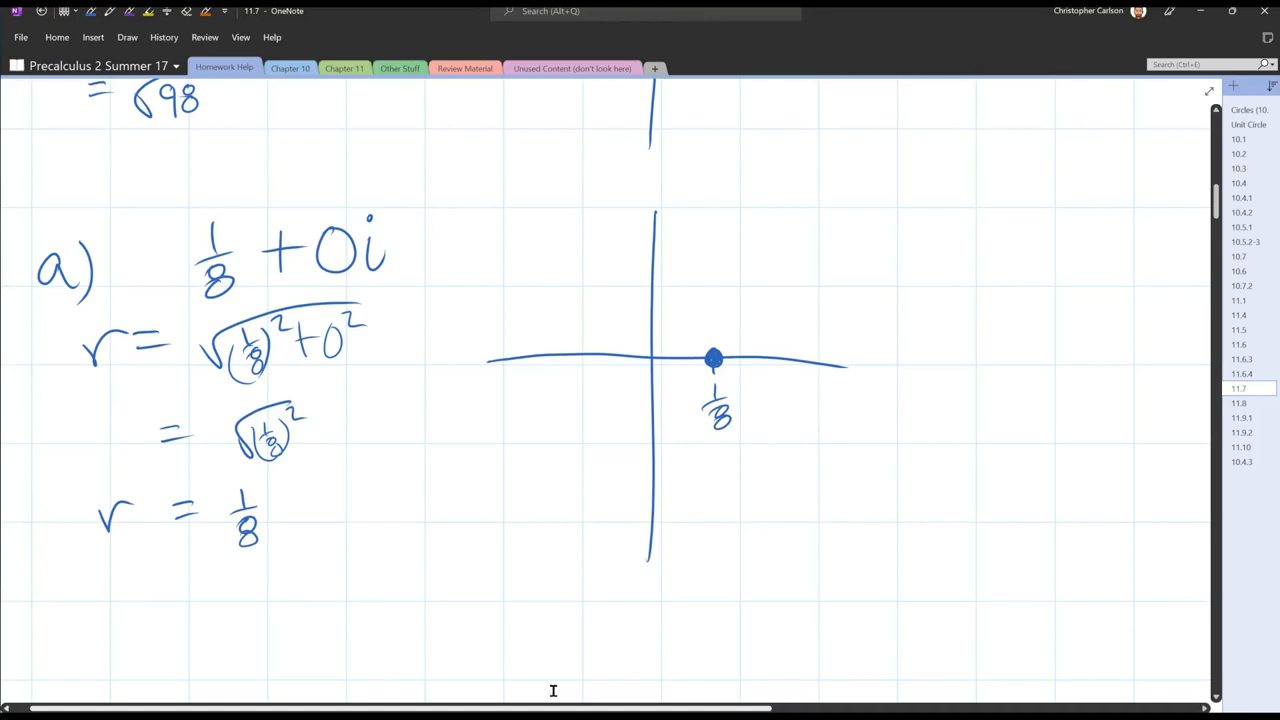 11.7 - OneNote
Search (Alt+Q)
Christopher Carlson
File Home Insert Draw History Review View Help
Precalculus 2 Summer 17
Homework Help
Chapter 10
Chapter 11
Other Stuff
Review Material
Unused Content (don't look here)
+
Search (Ctrl+E)
= √98
a) 1/8 + 0i
r = √((1/8)² + 0²)
= √(1/8)²
r = 1/8
1/8
Circles (10.
Unit Circle
10.1
10.2
10.3
10.4
10.4.1
10.4.2
10.5.1
10.5.2-3
10.7
10.6
10.7.2
11.1
11.4
11.5
11.6
11.6.3
11.6.4
11.7
11.8
11.9.1
11.9.2
11.10
10.4.3